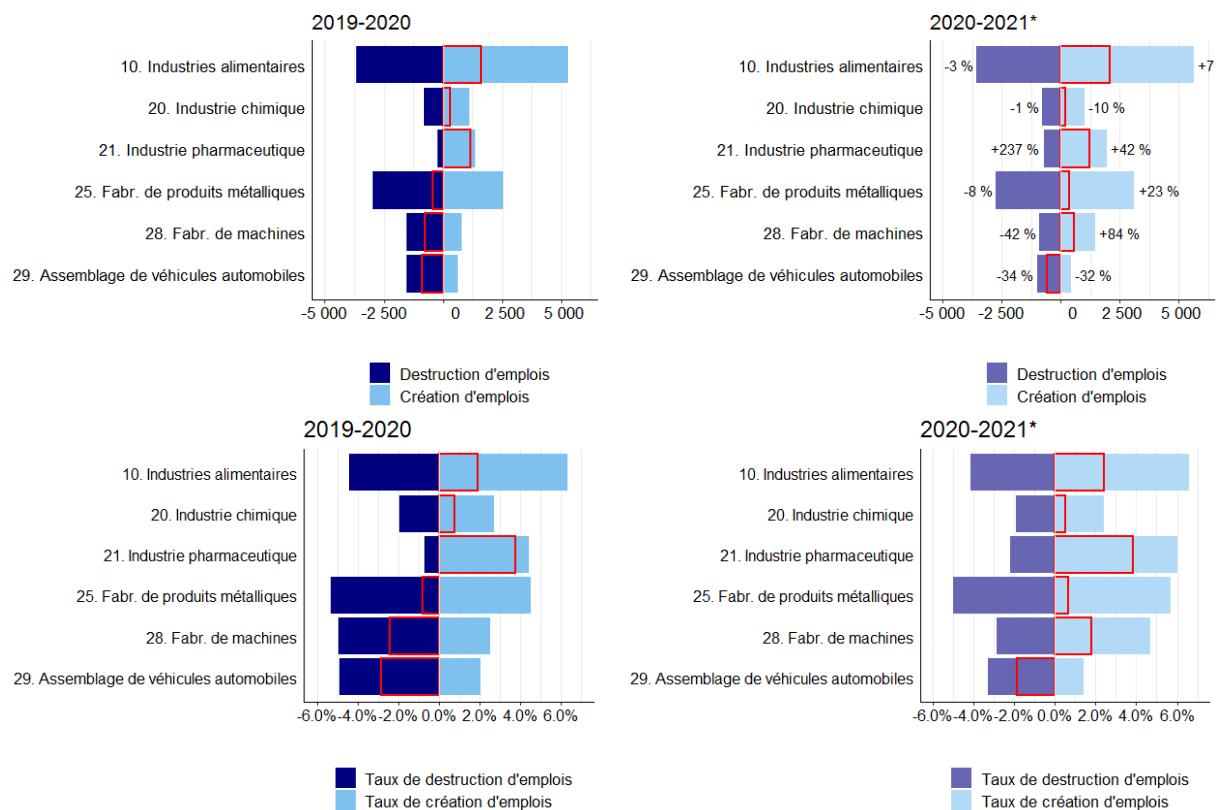 2019-2020
10. Industries alimentaires
20. Industrie chimique
21. Industrie pharmaceutique
25. Fabr. de produits métalliques
28. Fabr. de machines
29. Assemblage de véhicules automobiles
-5 000 -2 500 0 2 500 5 000
Destruction d'emplois
Création d'emplois
2020-2021*
10. Industries alimentaires -3 % +7
20. Industrie chimique -1 % -10 %
21. Industrie pharmaceutique +237 % +42 %
25. Fabr. de produits métalliques -8 % +23 %
28. Fabr. de machines -42 % +84 %
29. Assemblage de véhicules automobiles -34 % -32 %
-5 000 -2 500 0 2 500 5 000
Destruction d'emplois
Création d'emplois
2019-2020
10. Industries alimentaires
20. Industrie chimique
21. Industrie pharmaceutique
25. Fabr. de produits métalliques
28. Fabr. de machines
29. Assemblage de véhicules automobiles
-6.0% -4.0% -2.0% 0.0% 2.0% 4.0% 6.0%
Taux de destruction d'emplois
Taux de création d'emplois
2020-2021*
10. Industries alimentaires
20. Industrie chimique
21. Industrie pharmaceutique
25. Fabr. de produits métalliques
28. Fabr. de machines
29. Assemblage de véhicules automobiles
-6.0% -4.0% -2.0% 0.0% 2.0% 4.0% 6.0%
Taux de destruction d'emplois
Taux de création d'emplois